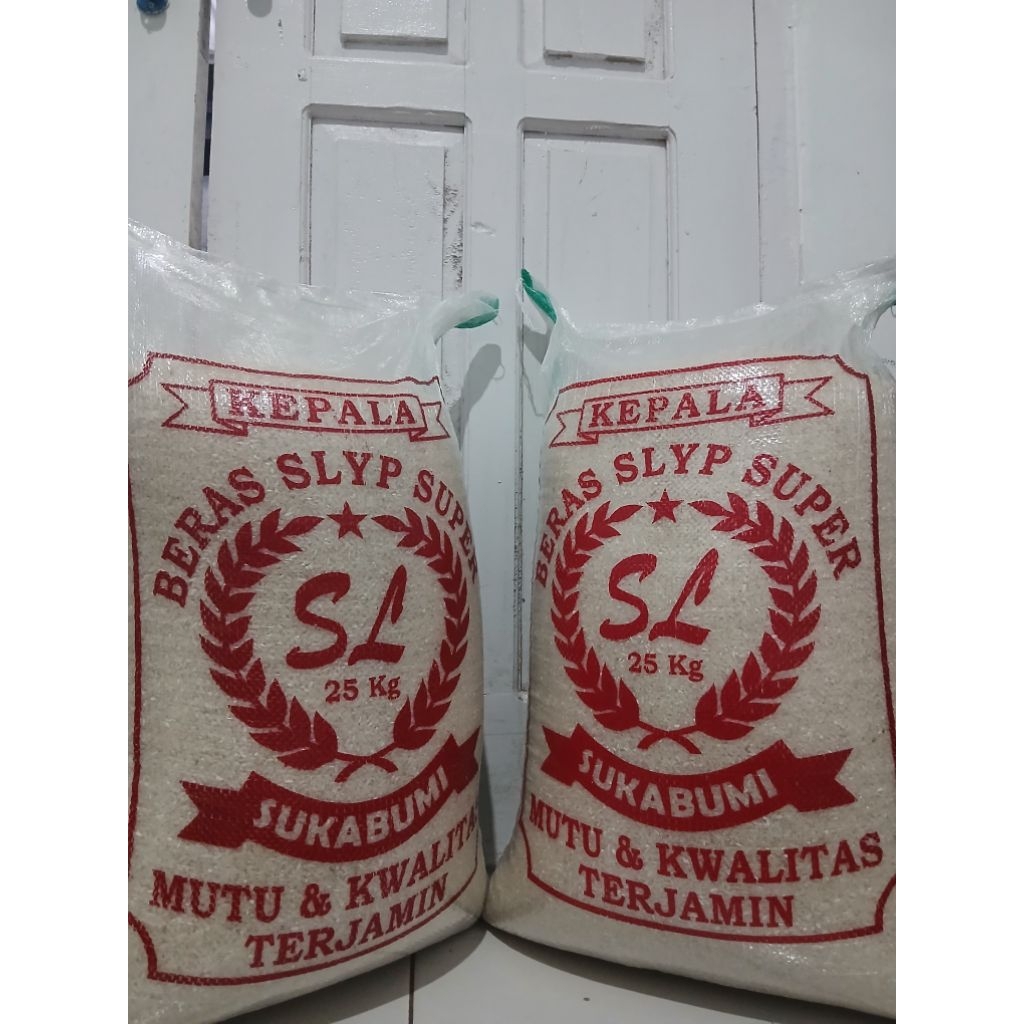 KEPALA
BERAS SLYP SUPER
SL
25 Kg
SUKABUMI
MUTU & KWALITAS
TERJAMIN
KEPALA
BERAS SLYP SUPER
SL
25 Kg
SUKABUMI
MUTU & KWALITAS
TERJAMIN